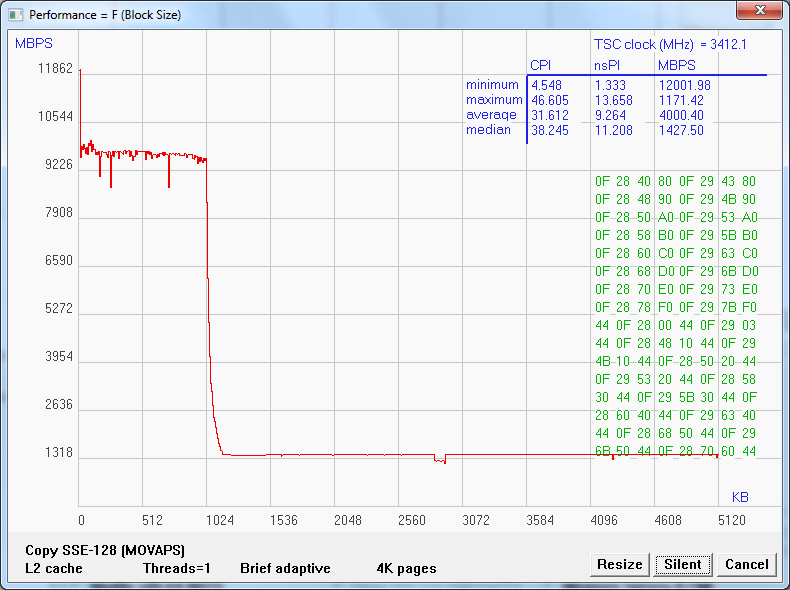 Performance = F (Block Size)
MBPS
TSC clock (MHz) = 3412.1
CPI nsPI MBPS
minimum 4.548 1.333 12001.98
maximum 46.605 13.658 1171.42
average 31.612 9.264 4000.40
median 38.245 11.208 1427.50
11862
10544
9226
7908
6590
5272
3954
2636
1318
0F 28 40 80 0F 29 43 80
0F 28 48 90 0F 29 4B 90
0F 28 50 A0 0F 29 53 A0
0F 28 58 B0 0F 29 5B B0
0F 28 60 C0 0F 29 63 C0
0F 28 68 D0 0F 29 6B D0
0F 28 70 E0 0F 29 73 E0
0F 28 78 F0 0F 29 7B F0
44 0F 28 00 44 0F 29 03
44 0F 28 48 10 44 0F 29
4B 10 44 0F 28 50 20 44
0F 29 53 20 44 0F 28 58
30 44 0F 29 5B 30 44 0F
28 60 40 44 0F 29 63 40
44 0F 28 68 50 44 0F 29
6B 50 44 0F 28 70 60 44
KB
0 512 1024 1536 2048 2560 3072 3584 4096 4608 5120
Copy SSE-128 (MOVAPS)
L2 cache Threads=1 Brief adaptive 4K pages
Resize Silent Cancel